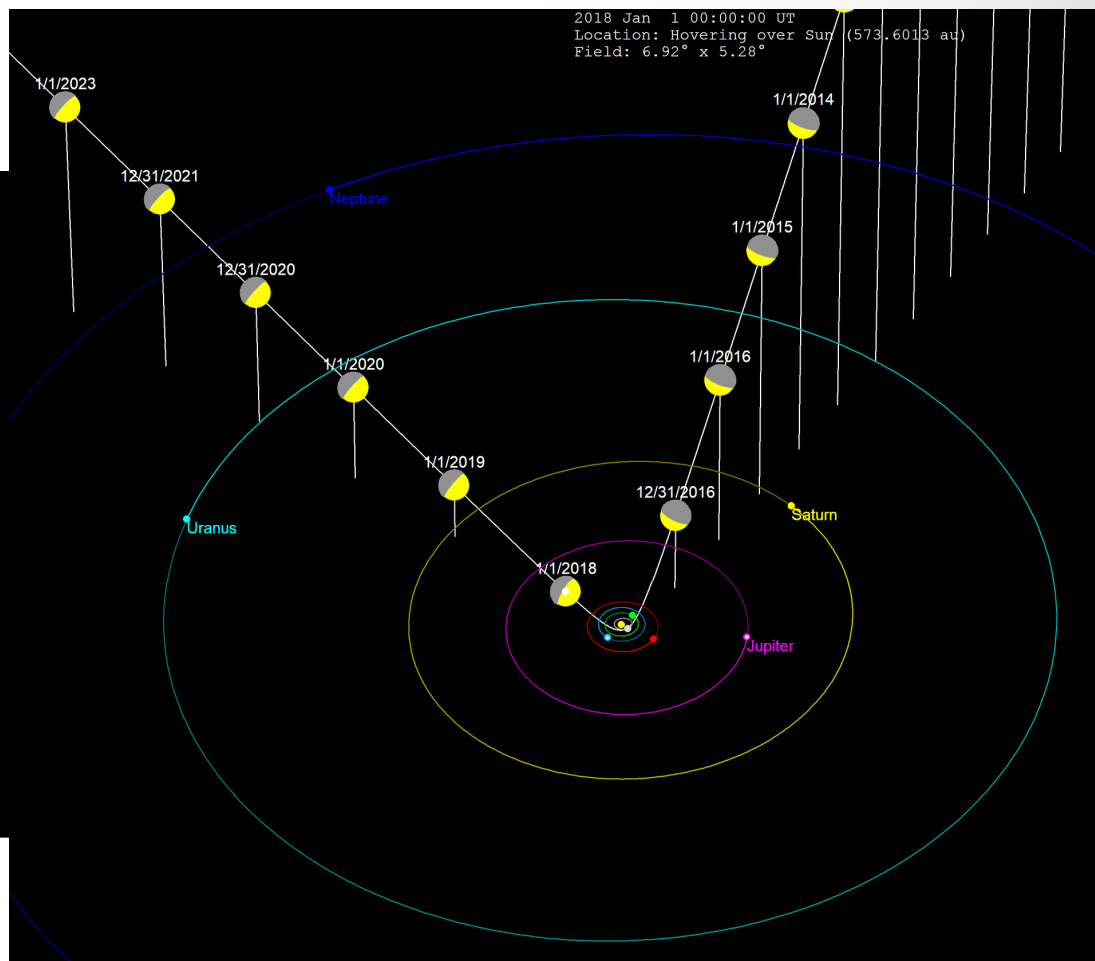 2018 Jan  1 00:00:00 UT
Location: Hovering over Sun (573.6013 au)
Field: 6.92° x 5.28°
1/1/2023
1/1/2014
12/31/2021
Neptune
1/1/2015
12/31/2020
1/1/2020
1/1/2016
1/1/2019
12/31/2016
Saturn
Uranus
1/1/2018
Jupiter